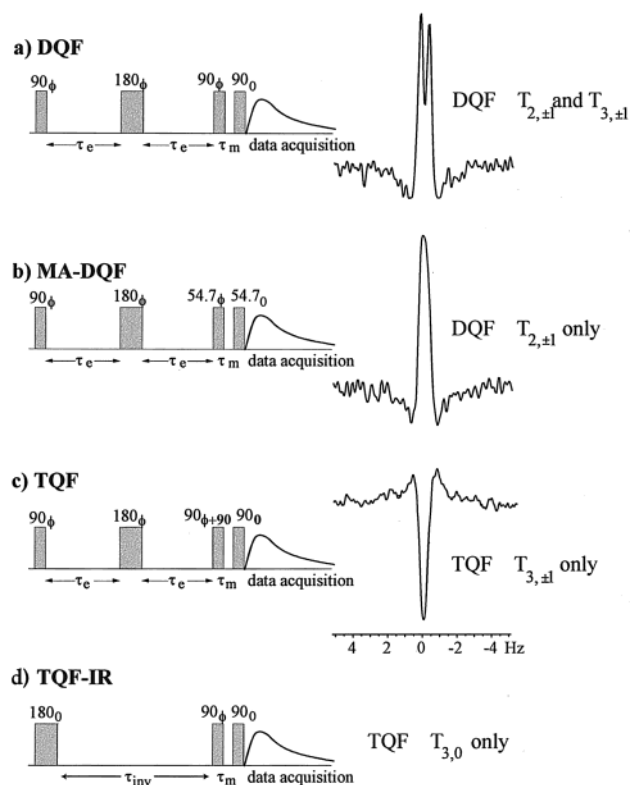 a) DQF
90ϕ 180ϕ 90ϕ 90₀
τe τe τm data acquisition
DQF T2,±1 and T3,±1
b) MA-DQF
90ϕ 180ϕ 54.7ϕ 54.7₀
τe τe τm data acquisition
DQF T2,±1 only
c) TQF
90ϕ 180ϕ 90ϕ+90 90₀
τe τe τm data acquisition
TQF T3,±1 only
4 2 0 -2 -4 Hz
d) TQF-IR
180₀ 90ϕ 90₀
τinv τm data acquisition
TQF T3,0 only